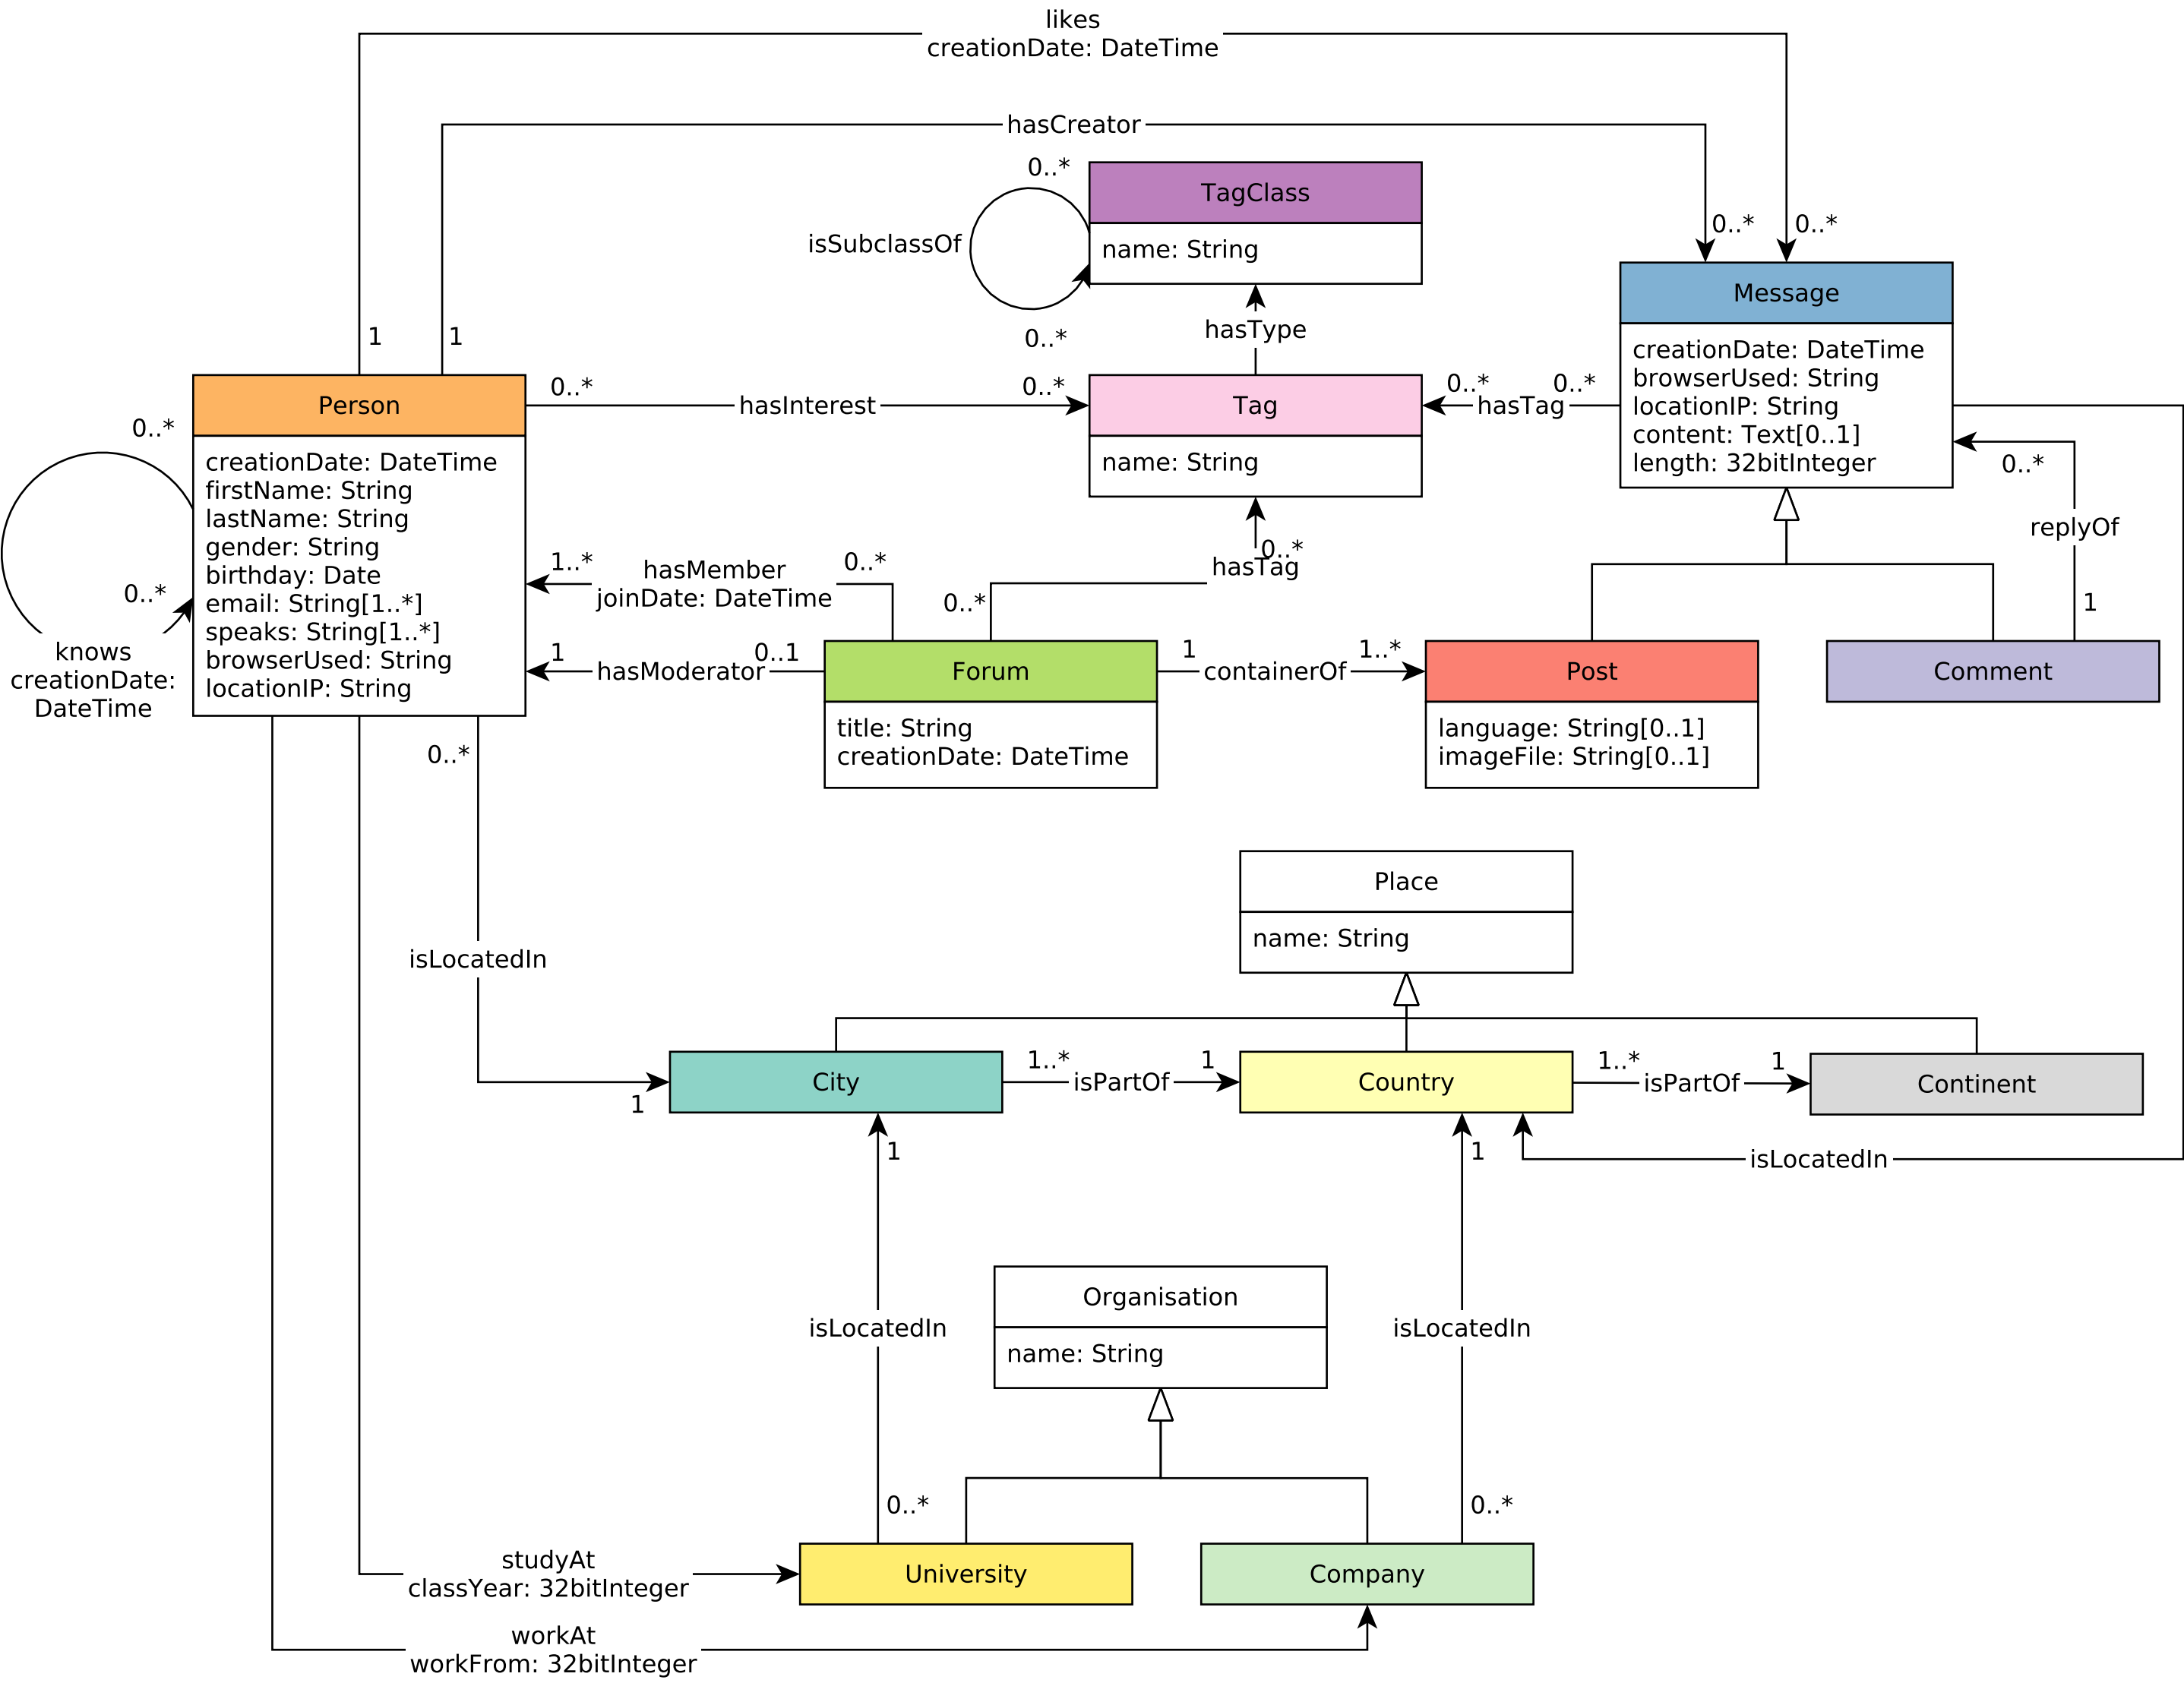 likes
creationDate: DateTime
hasCreator
0..*
TagClass
isSubclassOf
name: String
0..*
0..*
0..*
Message
hasType
0..*
1
1
creationDate: DateTime
browserUsed: String
locationIP: String
content: Text[0..1]
length: 32bitInteger
Person
0..*
hasInterest
0..*
Tag
0..*
hasTag
0..*
0..*
creationDate: DateTime
firstName: String
lastName: String
gender: String
birthday: Date
email: String[1..*]
speaks: String[1..*]
browserUsed: String
locationIP: String
name: String
0..*
replyOf
1
0..*
knows
creationDate:
DateTime
1..*
hasMember
joinDate: DateTime
0..*
0..*
hasTag
0..*
1
hasModerator
0..1
Forum
title: String
creationDate: DateTime
1
containerOf
1..*
Post
language: String[0..1]
imageFile: String[0..1]
Comment
0..*
isLocatedIn
1
Place
name: String
City
1..*
isPartOf
1
Country
1..*
isPartOf
1
Continent
1
1
isLocatedIn
Organisation
name: String
isLocatedIn
isLocatedIn
0..*
0..*
University
Company
studyAt
classYear: 32bitInteger
workAt
workFrom: 32bitInteger